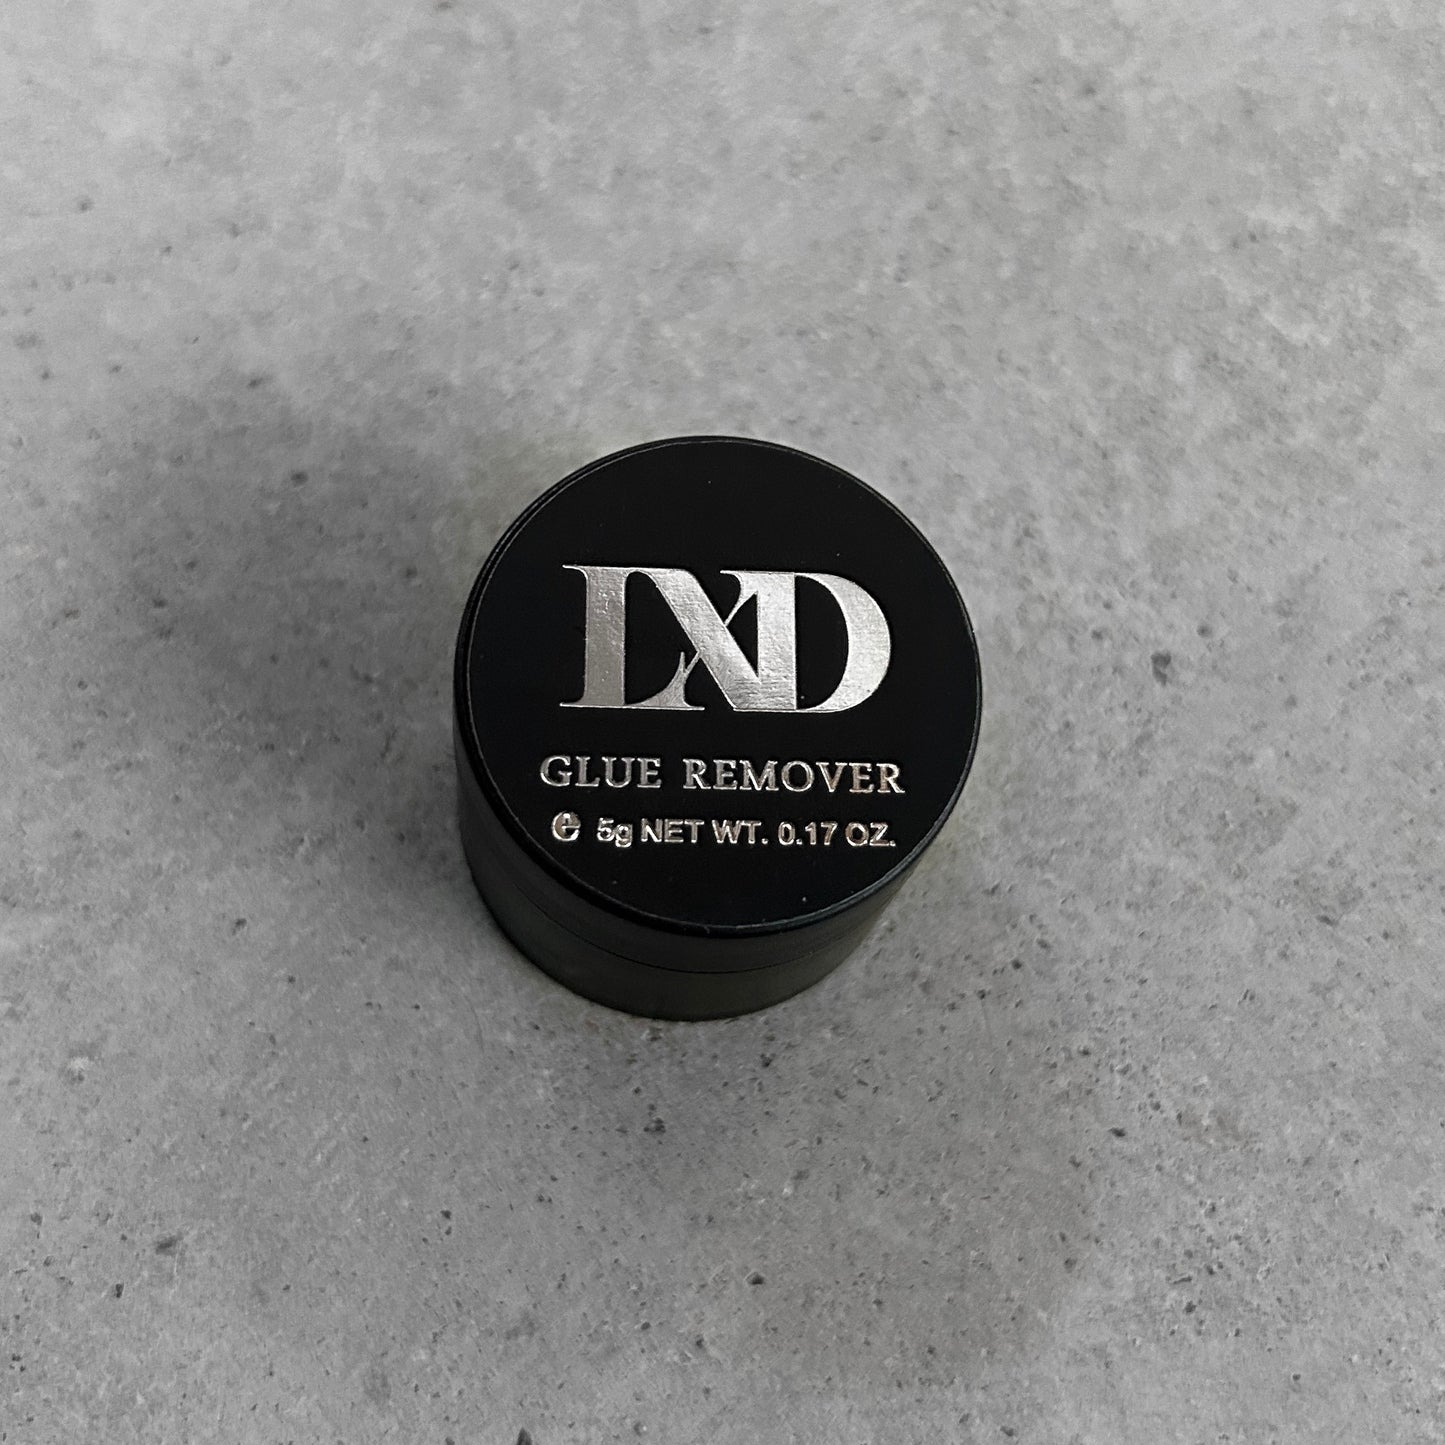 LXD
GLUE REMOVER
℮ 5g NET WT. 0.17 OZ.